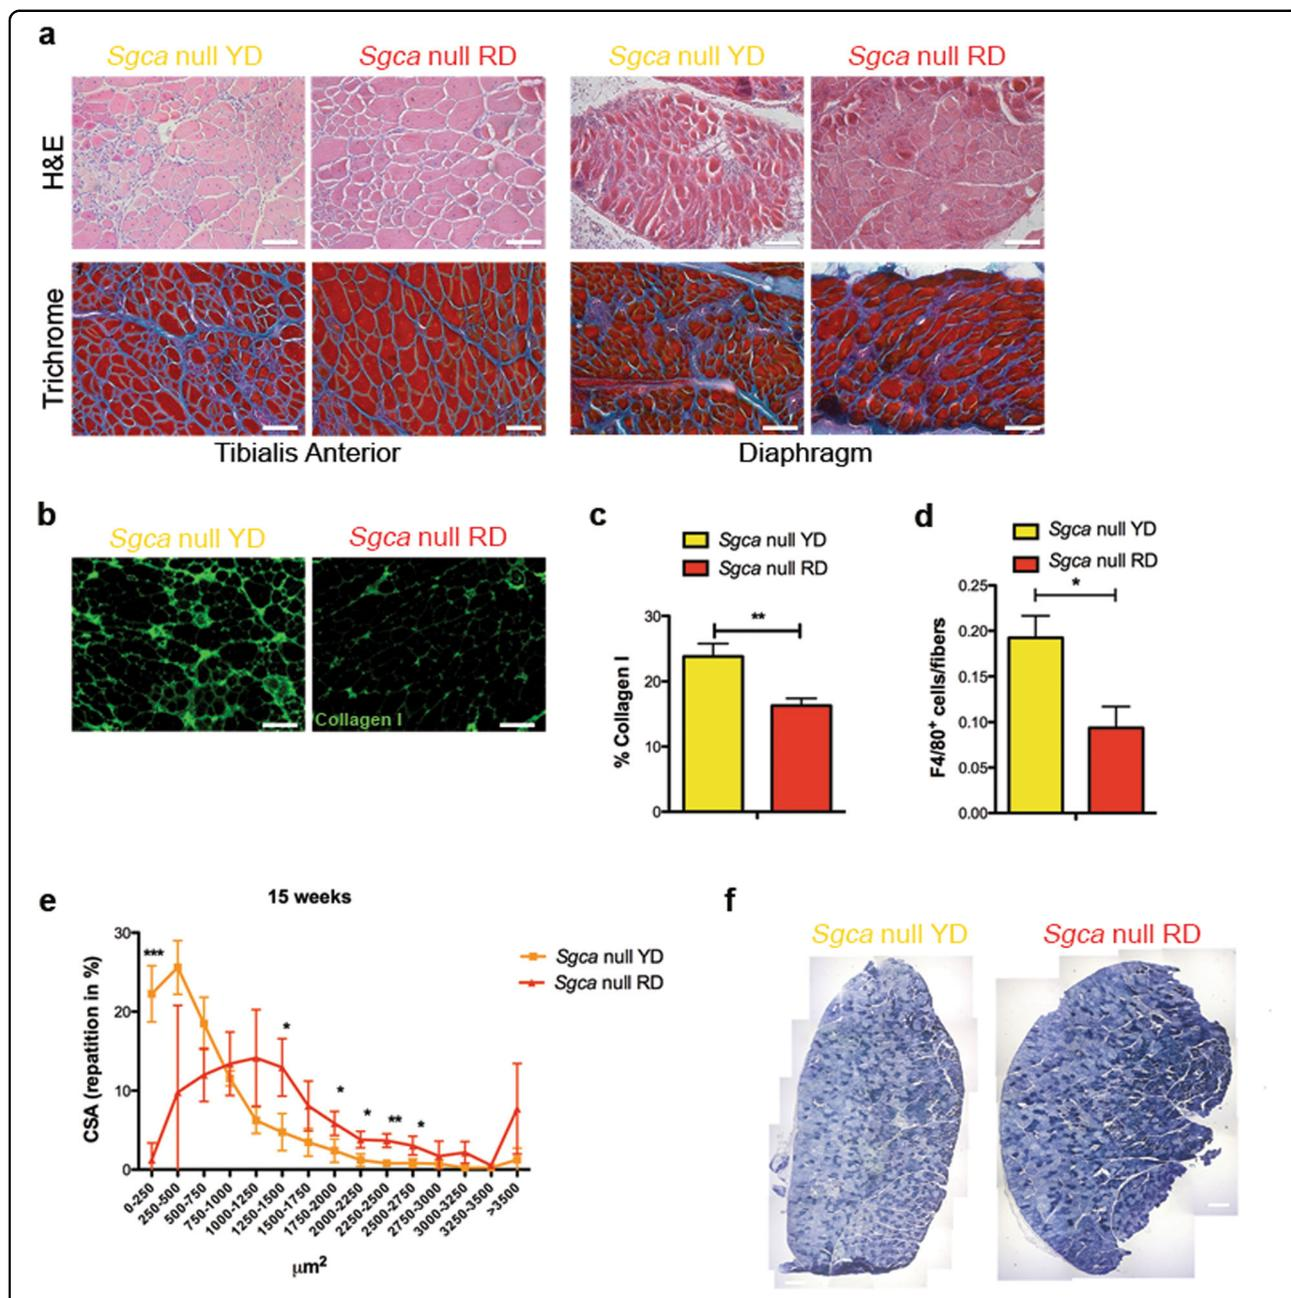 a
Sgca null YD
Sgca null RD
Sgca null YD
Sgca null RD
H&E
Trichrome
Tibialis Anterior
Diaphragm
b
Sgca null YD
Sgca null RD
Collagen I
c
Sgca null YD
Sgca null RD
**
% Collagen I
30
20
10
0
d
Sgca null YD
Sgca null RD
*
F4/80⁺ cells/fibers
0.25
0.20
0.15
0.10
0.05
0.00
e
15 weeks
Sgca null YD
Sgca null RD
CSA (repatition in %)
30
20
10
0
***
*
*
*
**
*
0-250
250-500
500-750
750-1000
1000-1250
1250-1500
1500-1750
1750-2000
2000-2250
2250-2500
2500-2750
2750-3000
3000-3250
3250-3500
>3500
μm²
f
Sgca null YD
Sgca null RD